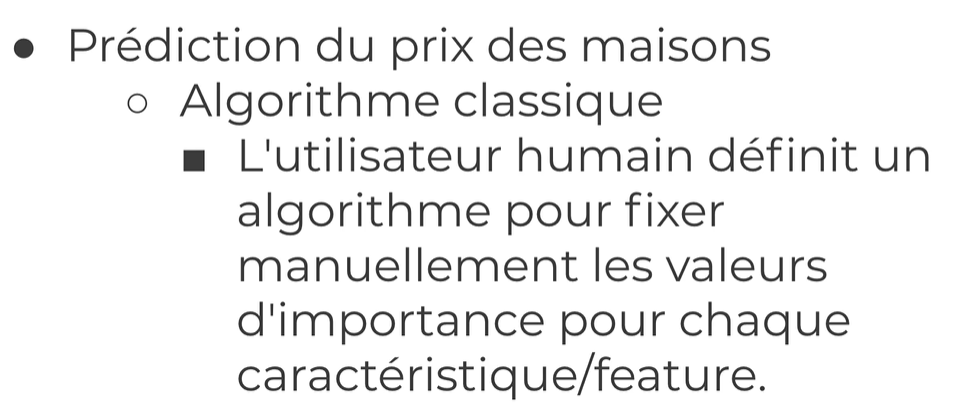 ● Prédiction du prix des maisons
○ Algorithme classique
■ L'utilisateur humain définit un
algorithme pour fixer
manuellement les valeurs
d'importance pour chaque
caractéristique/feature.